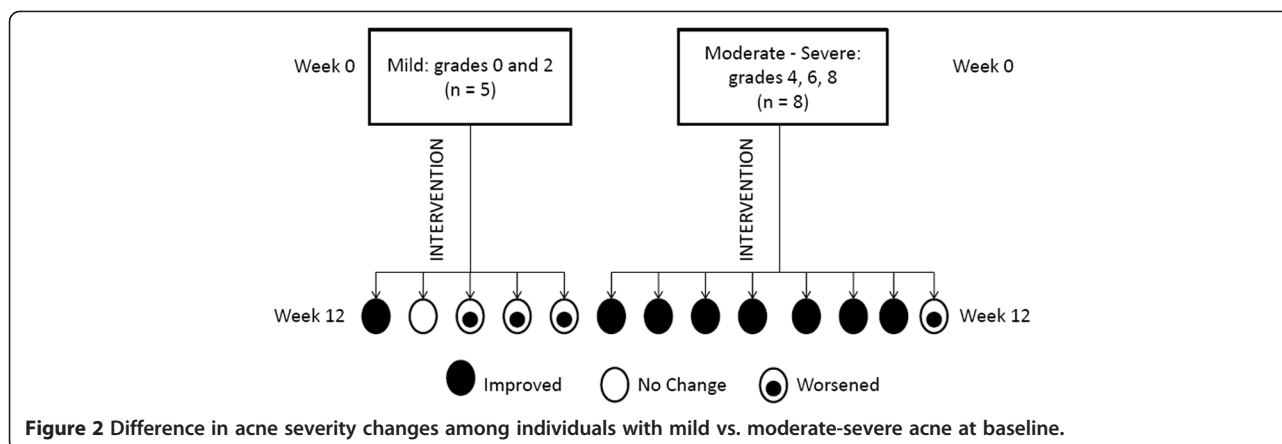 Week 0
Mild: grades 0 and 2
(n = 5)
Moderate - Severe:
grades 4, 6, 8
(n = 8)
Week 0
INTERVENTION
INTERVENTION
Week 12
Week 12
Improved
No Change
Worsened
Figure 2 Difference in acne severity changes among individuals with mild vs. moderate-severe acne at baseline.